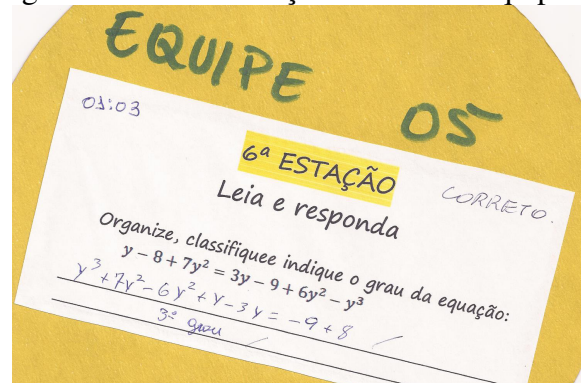 EQUIPE 05
01:03
6ª ESTAÇÃO
CORRETO.
Leia e responda
Organize, classifiquee indique o grau da equação:
y - 8 + 7y² = 3y - 9 + 6y² - y³
y³ + 7y² - 6y² + y - 3y = -9 + 8
3º grau